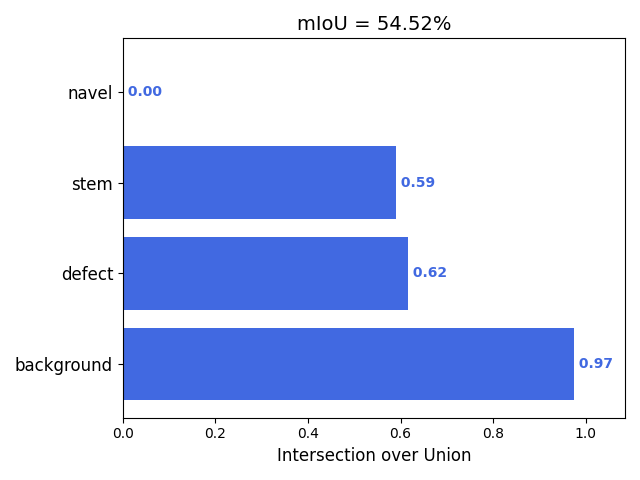 mIoU = 54.52%
navel
0.00
stem
0.59
defect
0.62
background
0.97
0.0 0.2 0.4 0.6 0.8 1.0
Intersection over Union